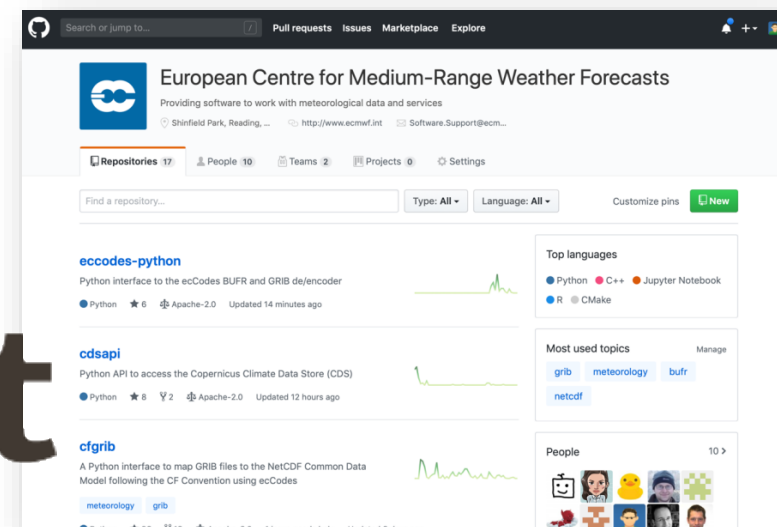 Search or jump to... / Pull requests Issues Marketplace Explore
European Centre for Medium-Range Weather Forecasts
Providing software to work with meteorological data and services
Shinfield Park, Reading, ... http://www.ecmwf.int Software.Support@ecm...
Repositories 17 People 10 Teams 2 Projects 0 Settings
Find a repository... Type: All Language: All Customize pins New
eccodes-python
Python interface to the ecCodes BUFR and GRIB de/encoder
Python 6 Apache-2.0 Updated 14 minutes ago
cdsapi
Python API to access the Copernicus Climate Data Store (CDS)
Python 8 2 Apache-2.0 Updated 12 hours ago
cfgrib
A Python interface to map GRIB files to the NetCDF Common Data
Model following the CF Convention using ecCodes
meteorology grib
Top languages
Python C++ Jupyter Notebook
R CMake
Most used topics Manage
grib meteorology bufr
netcdf
People 10 >
t